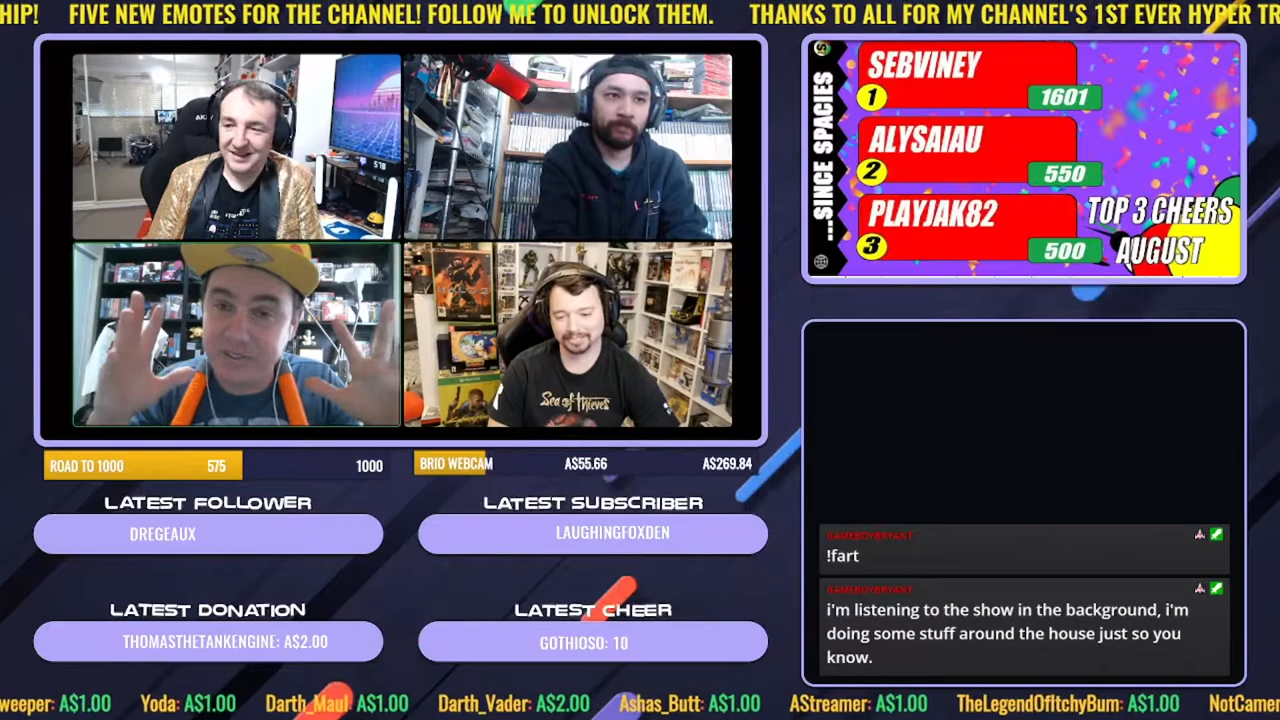 HIP!    FIVE NEW EMOTES FOR THE CHANNEL! FOLLOW ME TO UNLOCK THEM.    THANKS TO ALL FOR MY CHANNEL'S 1ST EVER HYPER TR
...SINCE SPACIES
SEBVINEY
1 1601
ALYSAIAU
2 550
PLAYJAK82
3 500
TOP 3 CHEERS
AUGUST
Sea of Thieves
ROAD TO 1000 575 1000
BRIO WEBCAM A$55.66 A$269.84
LATEST FOLLOWER
DREGEAUX
LATEST SUBSCRIBER
LAUGHINGFOXDEN
LATEST DONATION
THOMASTHETANKENGINE: A$2.00
LATEST CHEER
GOTHIOSO: 10
GAMEBOYBRYANT
!fart
GAMEBOYBRYANT
i'm listening to the show in the background, i'm
doing some stuff around the house just so you
know.
weeper: A$1.00 Yoda: A$1.00 Darth_Maul: A$1.00 Darth_Vader: A$2.00 Ashas_Butt: A$1.00 AStreamer: A$1.00 TheLegendOfItchyBum: A$1.00 NotCamer